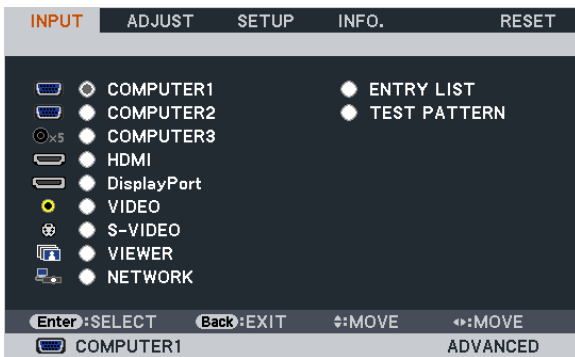 INPUT ADJUST SETUP INFO. RESET
COMPUTER1 ENTRY LIST
COMPUTER2 TEST PATTERN
×5 COMPUTER3
HDMI
DisplayPort
VIDEO
S-VIDEO
VIEWER
NETWORK
Enter:SELECT Back:EXIT :MOVE :MOVE
COMPUTER1 ADVANCED